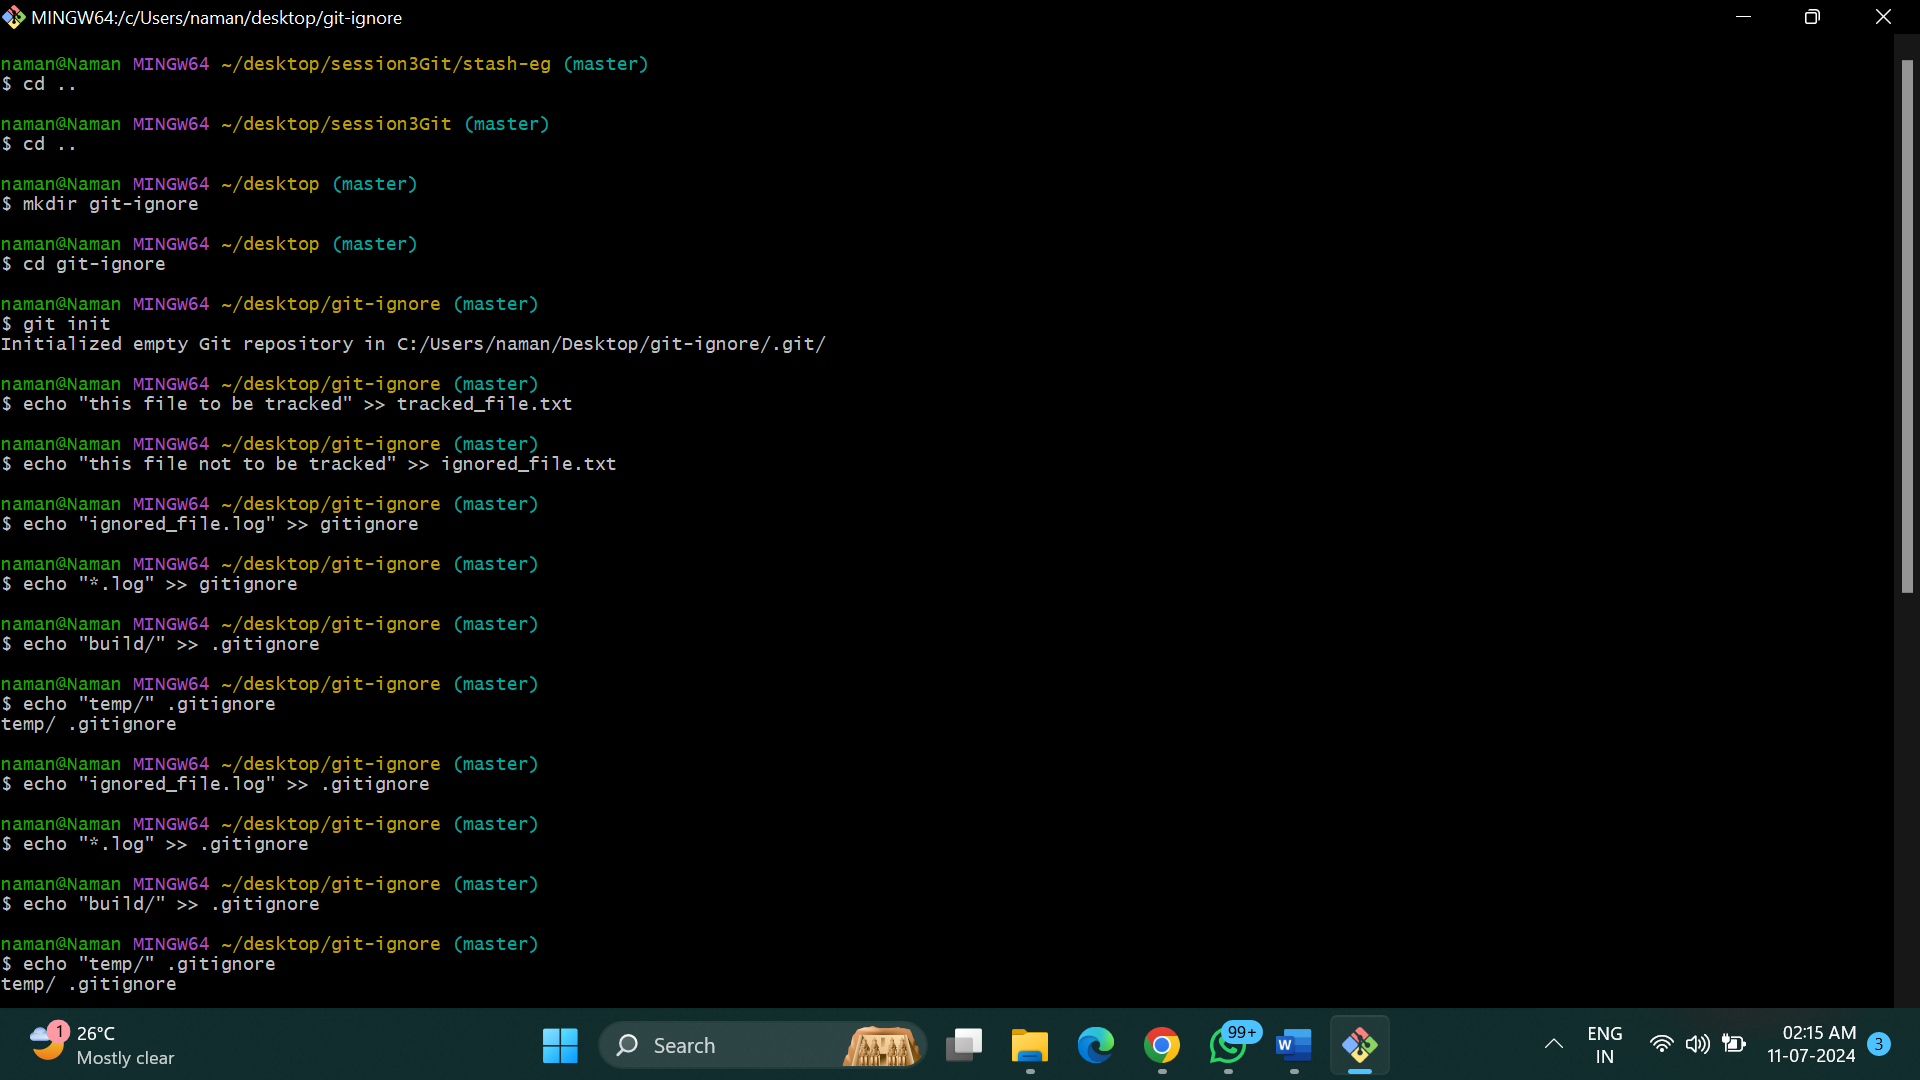 MINGW64:/c/Users/naman/desktop/git-ignore
naman@Naman MINGW64 ~/desktop/session3Git/stash-eg (master)
$ cd ..
naman@Naman MINGW64 ~/desktop/session3Git (master)
$ cd ..
naman@Naman MINGW64 ~/desktop (master)
$ mkdir git-ignore
naman@Naman MINGW64 ~/desktop (master)
$ cd git-ignore
naman@Naman MINGW64 ~/desktop/git-ignore (master)
$ git init
Initialized empty Git repository in C:/Users/naman/Desktop/git-ignore/.git/
naman@Naman MINGW64 ~/desktop/git-ignore (master)
$ echo "this file to be tracked" >> tracked_file.txt
naman@Naman MINGW64 ~/desktop/git-ignore (master)
$ echo "this file not to be tracked" >> ignored_file.txt
naman@Naman MINGW64 ~/desktop/git-ignore (master)
$ echo "ignored_file.log" >> gitignore
naman@Naman MINGW64 ~/desktop/git-ignore (master)
$ echo "*.log" >> gitignore
naman@Naman MINGW64 ~/desktop/git-ignore (master)
$ echo "build/" >> .gitignore
naman@Naman MINGW64 ~/desktop/git-ignore (master)
$ echo "temp/" .gitignore
temp/ .gitignore
naman@Naman MINGW64 ~/desktop/git-ignore (master)
$ echo "ignored_file.log" >> .gitignore
naman@Naman MINGW64 ~/desktop/git-ignore (master)
$ echo "*.log" >> .gitignore
naman@Naman MINGW64 ~/desktop/git-ignore (master)
$ echo "build/" >> .gitignore
naman@Naman MINGW64 ~/desktop/git-ignore (master)
$ echo "temp/" .gitignore
temp/ .gitignore
1
26°C
Mostly clear
Search
99+
W
ENG
IN
02:15 AM
11-07-2024
3